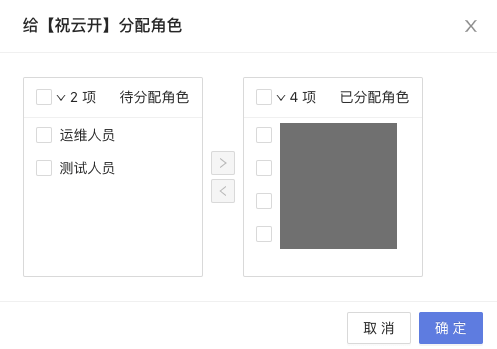 给【祝云开】分配角色
2 项 待分配角色
运维人员
测试人员
4 项 已分配角色
取 消
确 定